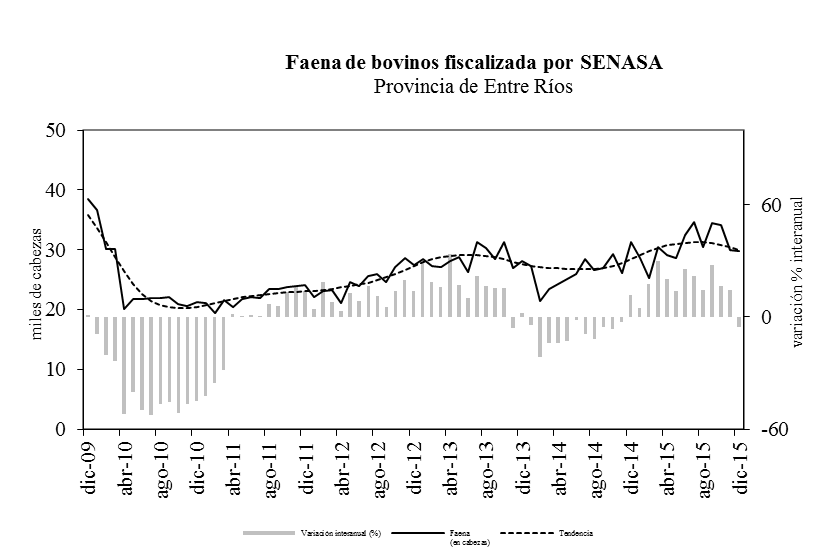 Faena de bovinos fiscalizada por SENASA
Provincia de Entre Ríos
50
40
30
20
10
0
miles de cabezas
60
0
-60
variación % interanual
dic-09
abr-10
ago-10
dic-10
abr-11
ago-11
dic-11
abr-12
ago-12
dic-12
abr-13
ago-13
dic-13
abr-14
ago-14
dic-14
abr-15
ago-15
dic-15
Variación interanual (%)
Faena
(en cabezas)
Tendencia